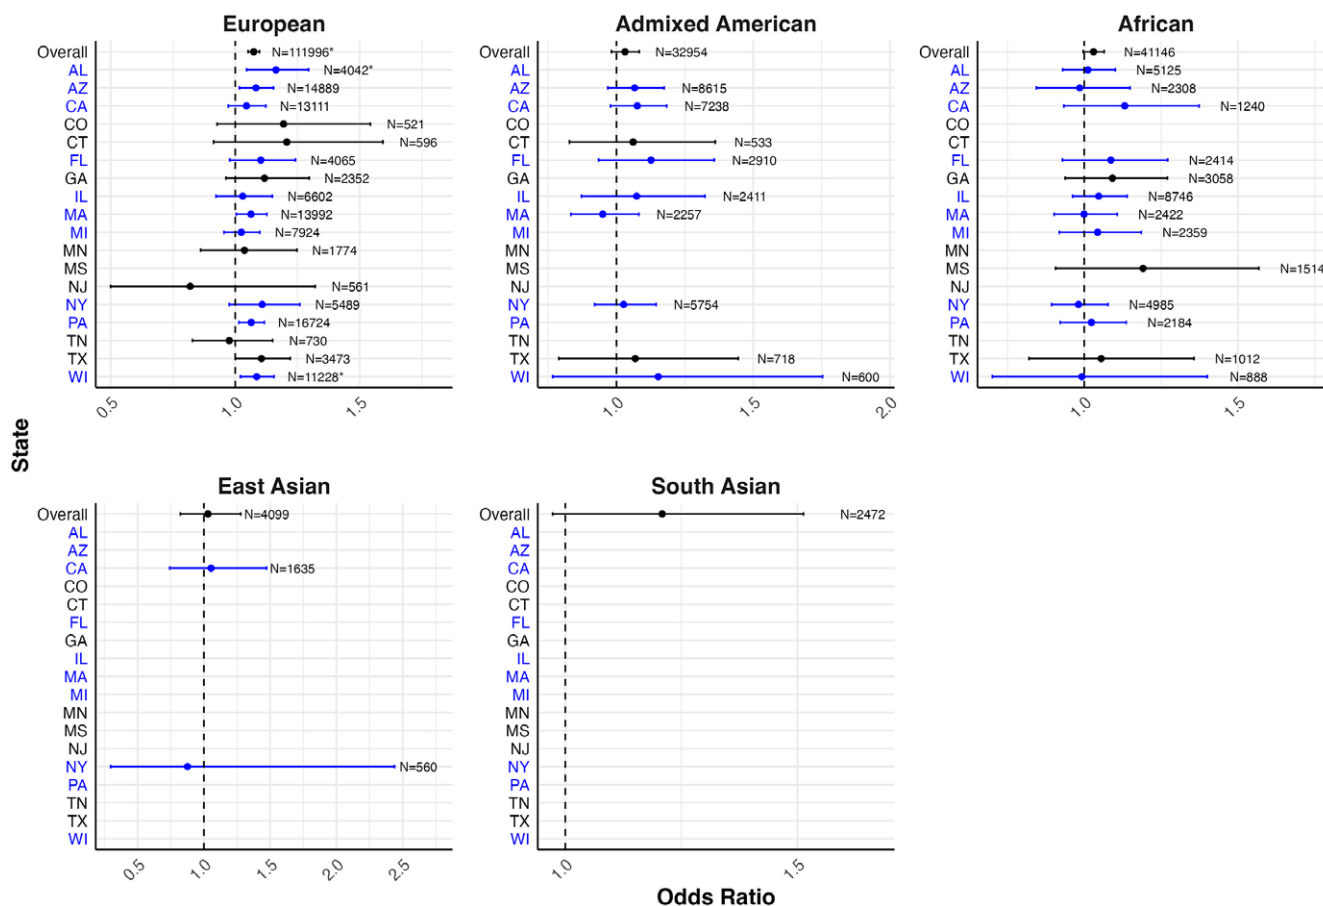 European
Overall N=111996*
AL N=4042*
AZ N=14889
CA N=13111
CO N=521
CT N=596
FL N=4065
GA N=2352
IL N=6602
MA N=13992
MI N=7924
MN N=1774
MS
NJ N=561
NY N=5489
PA N=16724
TN N=730
TX N=3473
WI N=11228*
0.5 1.0 1.5
Admixed American
Overall N=32954
AL
AZ N=8615
CA N=7238
CO
CT N=533
FL N=2910
GA
IL N=2411
MA N=2257
MI
MN
MS
NJ
NY N=5754
PA
TN
TX N=718
WI N=600
1.0 1.5 2.0
African
Overall N=41146
AL N=5125
AZ N=2308
CA N=1240
CO
CT
FL N=2414
GA N=3058
IL N=8746
MA N=2422
MI N=2359
MN
MS N=1514
NJ
NY N=4985
PA N=2184
TN
TX N=1012
WI N=888
1.0 1.5
State
East Asian
Overall N=4099
AL
AZ
CA N=1635
CO
CT
FL
GA
IL
MA
MI
MN
MS
NJ
NY N=560
PA
TN
TX
WI
0.5 1.0 1.5 2.0 2.5
South Asian
Overall N=2472
AL
AZ
CA
CO
CT
FL
GA
IL
MA
MI
MN
MS
NJ
NY
PA
TN
TX
WI
1.0 1.5
Odds Ratio